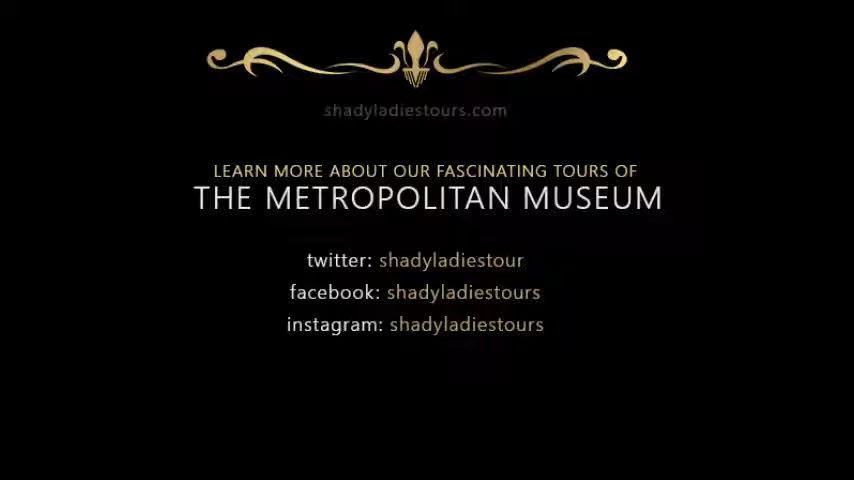 shadyladiestours.com
LEARN MORE ABOUT OUR FASCINATING TOURS OF
THE METROPOLITAN MUSEUM
twitter: shadyladiestour
facebook: shadyladiestours
instagram: shadyladiestours